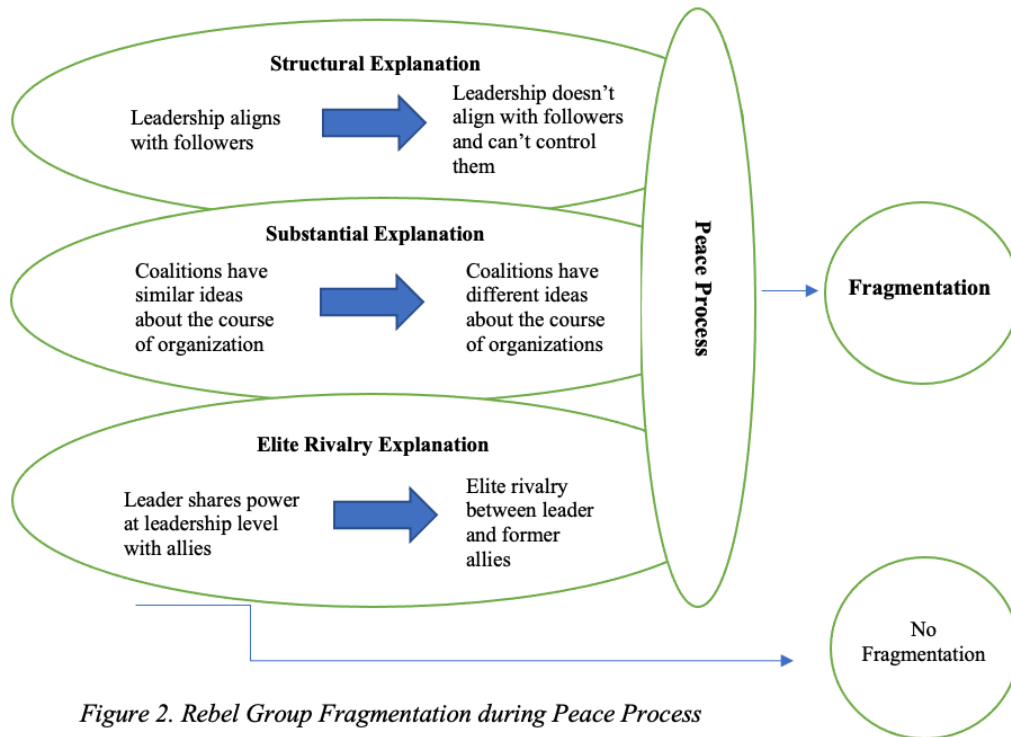 Structural Explanation
Leadership aligns
with followers
Leadership doesn't
align with followers
and can't control
them
Substantial Explanation
Coalitions have
similar ideas
about the course
of organization
Coalitions have
different ideas
about the course
of organizations
Elite Rivalry Explanation
Leader shares power
at leadership level
with allies
Elite rivalry
between leader
and former
allies
Peace Process
Fragmentation
No
Fragmentation
Figure 2. Rebel Group Fragmentation during Peace Process